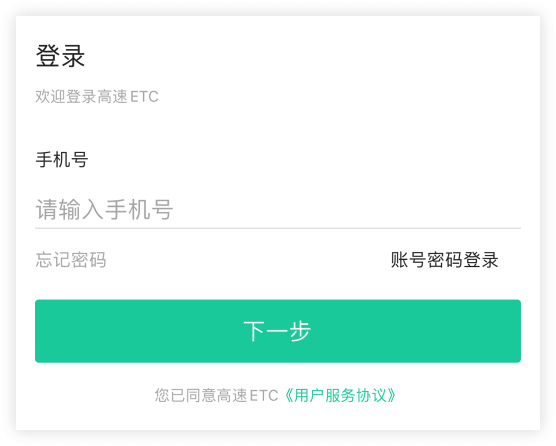 登录
欢迎登录高速ETC
手机号
请输入手机号
忘记密码 账号密码登录
下一步
您已同意高速ETC《用户服务协议》